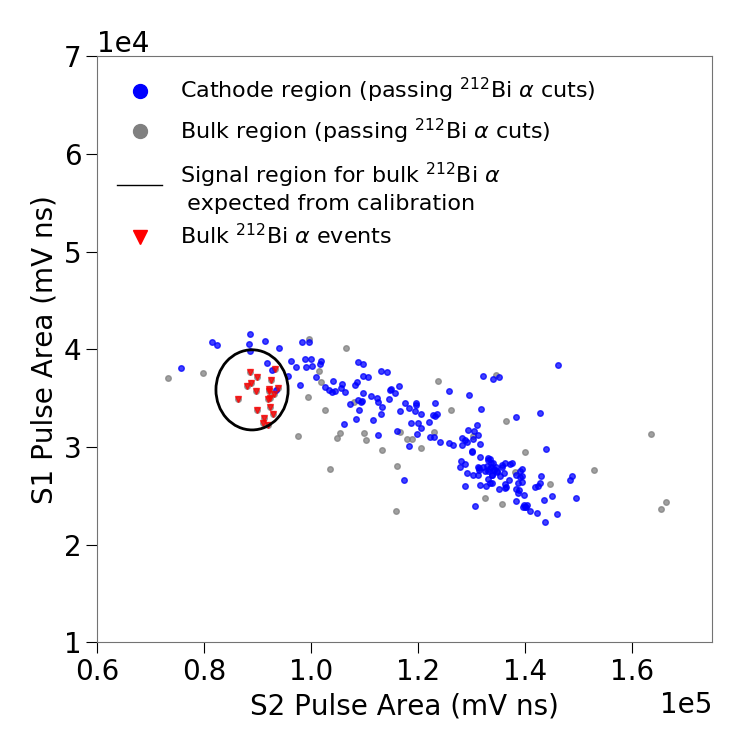 1e4
7
Cathode region (passing ²¹²Bi α cuts)
Bulk region (passing ²¹²Bi α cuts)
6
Signal region for bulk ²¹²Bi α
expected from calibration
Bulk ²¹²Bi α events
5
4
3
2
1
S1 Pulse Area (mV ns)
0.6 0.8 1.0 1.2 1.4 1.6
S2 Pulse Area (mV ns)
1e5